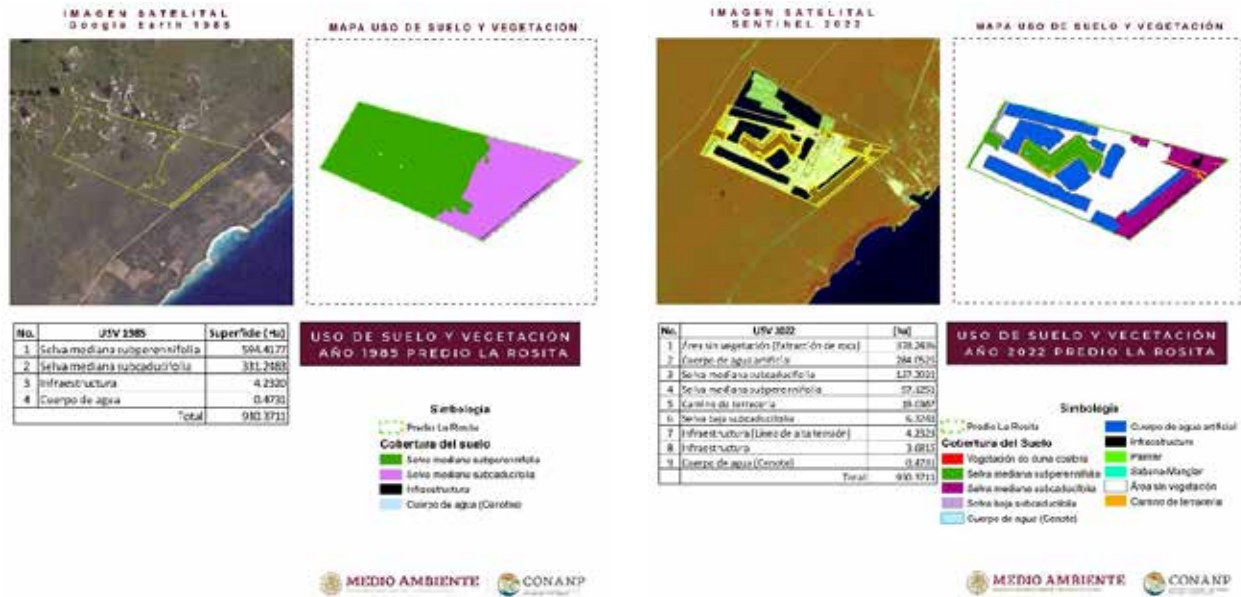 IMAGEN SATELITAL
Google Earth 1985
MAPA USO DE SUELO Y VEGETACIÓN
No. USV 1985 Superficie (Ha)
1 Selva mediana subperennifolia 594.4177
2 Selva mediana subcaducifolia 331.2483
3 Infraestructura 4.2320
4 Cuerpo de agua 0.4731
Total 930.3711
USO DE SUELO Y VEGETACIÓN
AÑO 1985 PREDIO LA ROSITA
Simbología
Predio La Rosita
Cobertura del suelo
Selva mediana subperennifolia
Selva mediana subcaducifolia
Infraestructura
Cuerpo de agua (Cenotes)
MEDIO AMBIENTE
CONANP
IMAGEN SATELITAL
SENTINEL 2022
MAPA USO DE SUELO Y VEGETACIÓN
No. USV 2022 (ha)
1 Área sin vegetación (Extracción de roca)
2 Cuerpo de agua artificial
3 Selva mediana subcaducifolia
4 Selva mediana subperennifolia
5 Camino de terracería
6 Selva baja subcaducifolia
7 Infraestructura (Línea de alta tensión)
8 Infraestructura
9 Cuerpo de agua (Cenote) 0.4731
Total 930.3711
USO DE SUELO Y VEGETACIÓN
AÑO 2022 PREDIO LA ROSITA
Simbología
Predio La Rosita
Cobertura del Suelo
Vegetación de duna costera
Selva mediana subperennifolia
Selva mediana subcaducifolia
Selva baja subcaducifolia
Cuerpo de agua (Cenote)
Cuerpo de agua artificial
Infraestructura
Palmar
Sabana-Manglar
Área sin vegetación
Camino de terracería
MEDIO AMBIENTE
CONANP